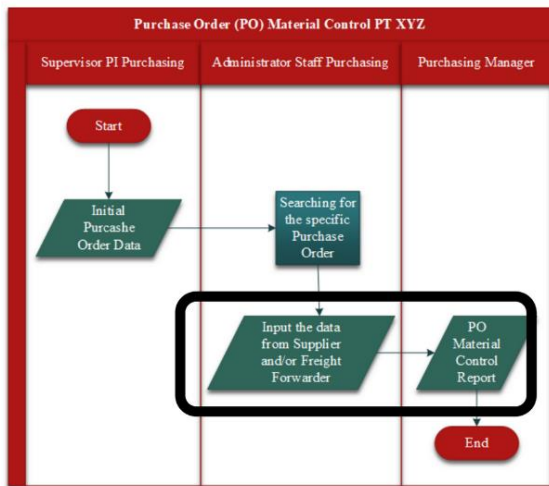 Purchase Order (PO) Material Control PT XYZ
Supervisor PI Purchasing
Administrator Staff Purchasing
Purchasing Manager
Start
Initial
Purcashe
Order Data
Searching for
the specific
Purchase
Order
Input the data
from Supplier
and/or Freight
Forwarder
PO
Material
Control
Report
End